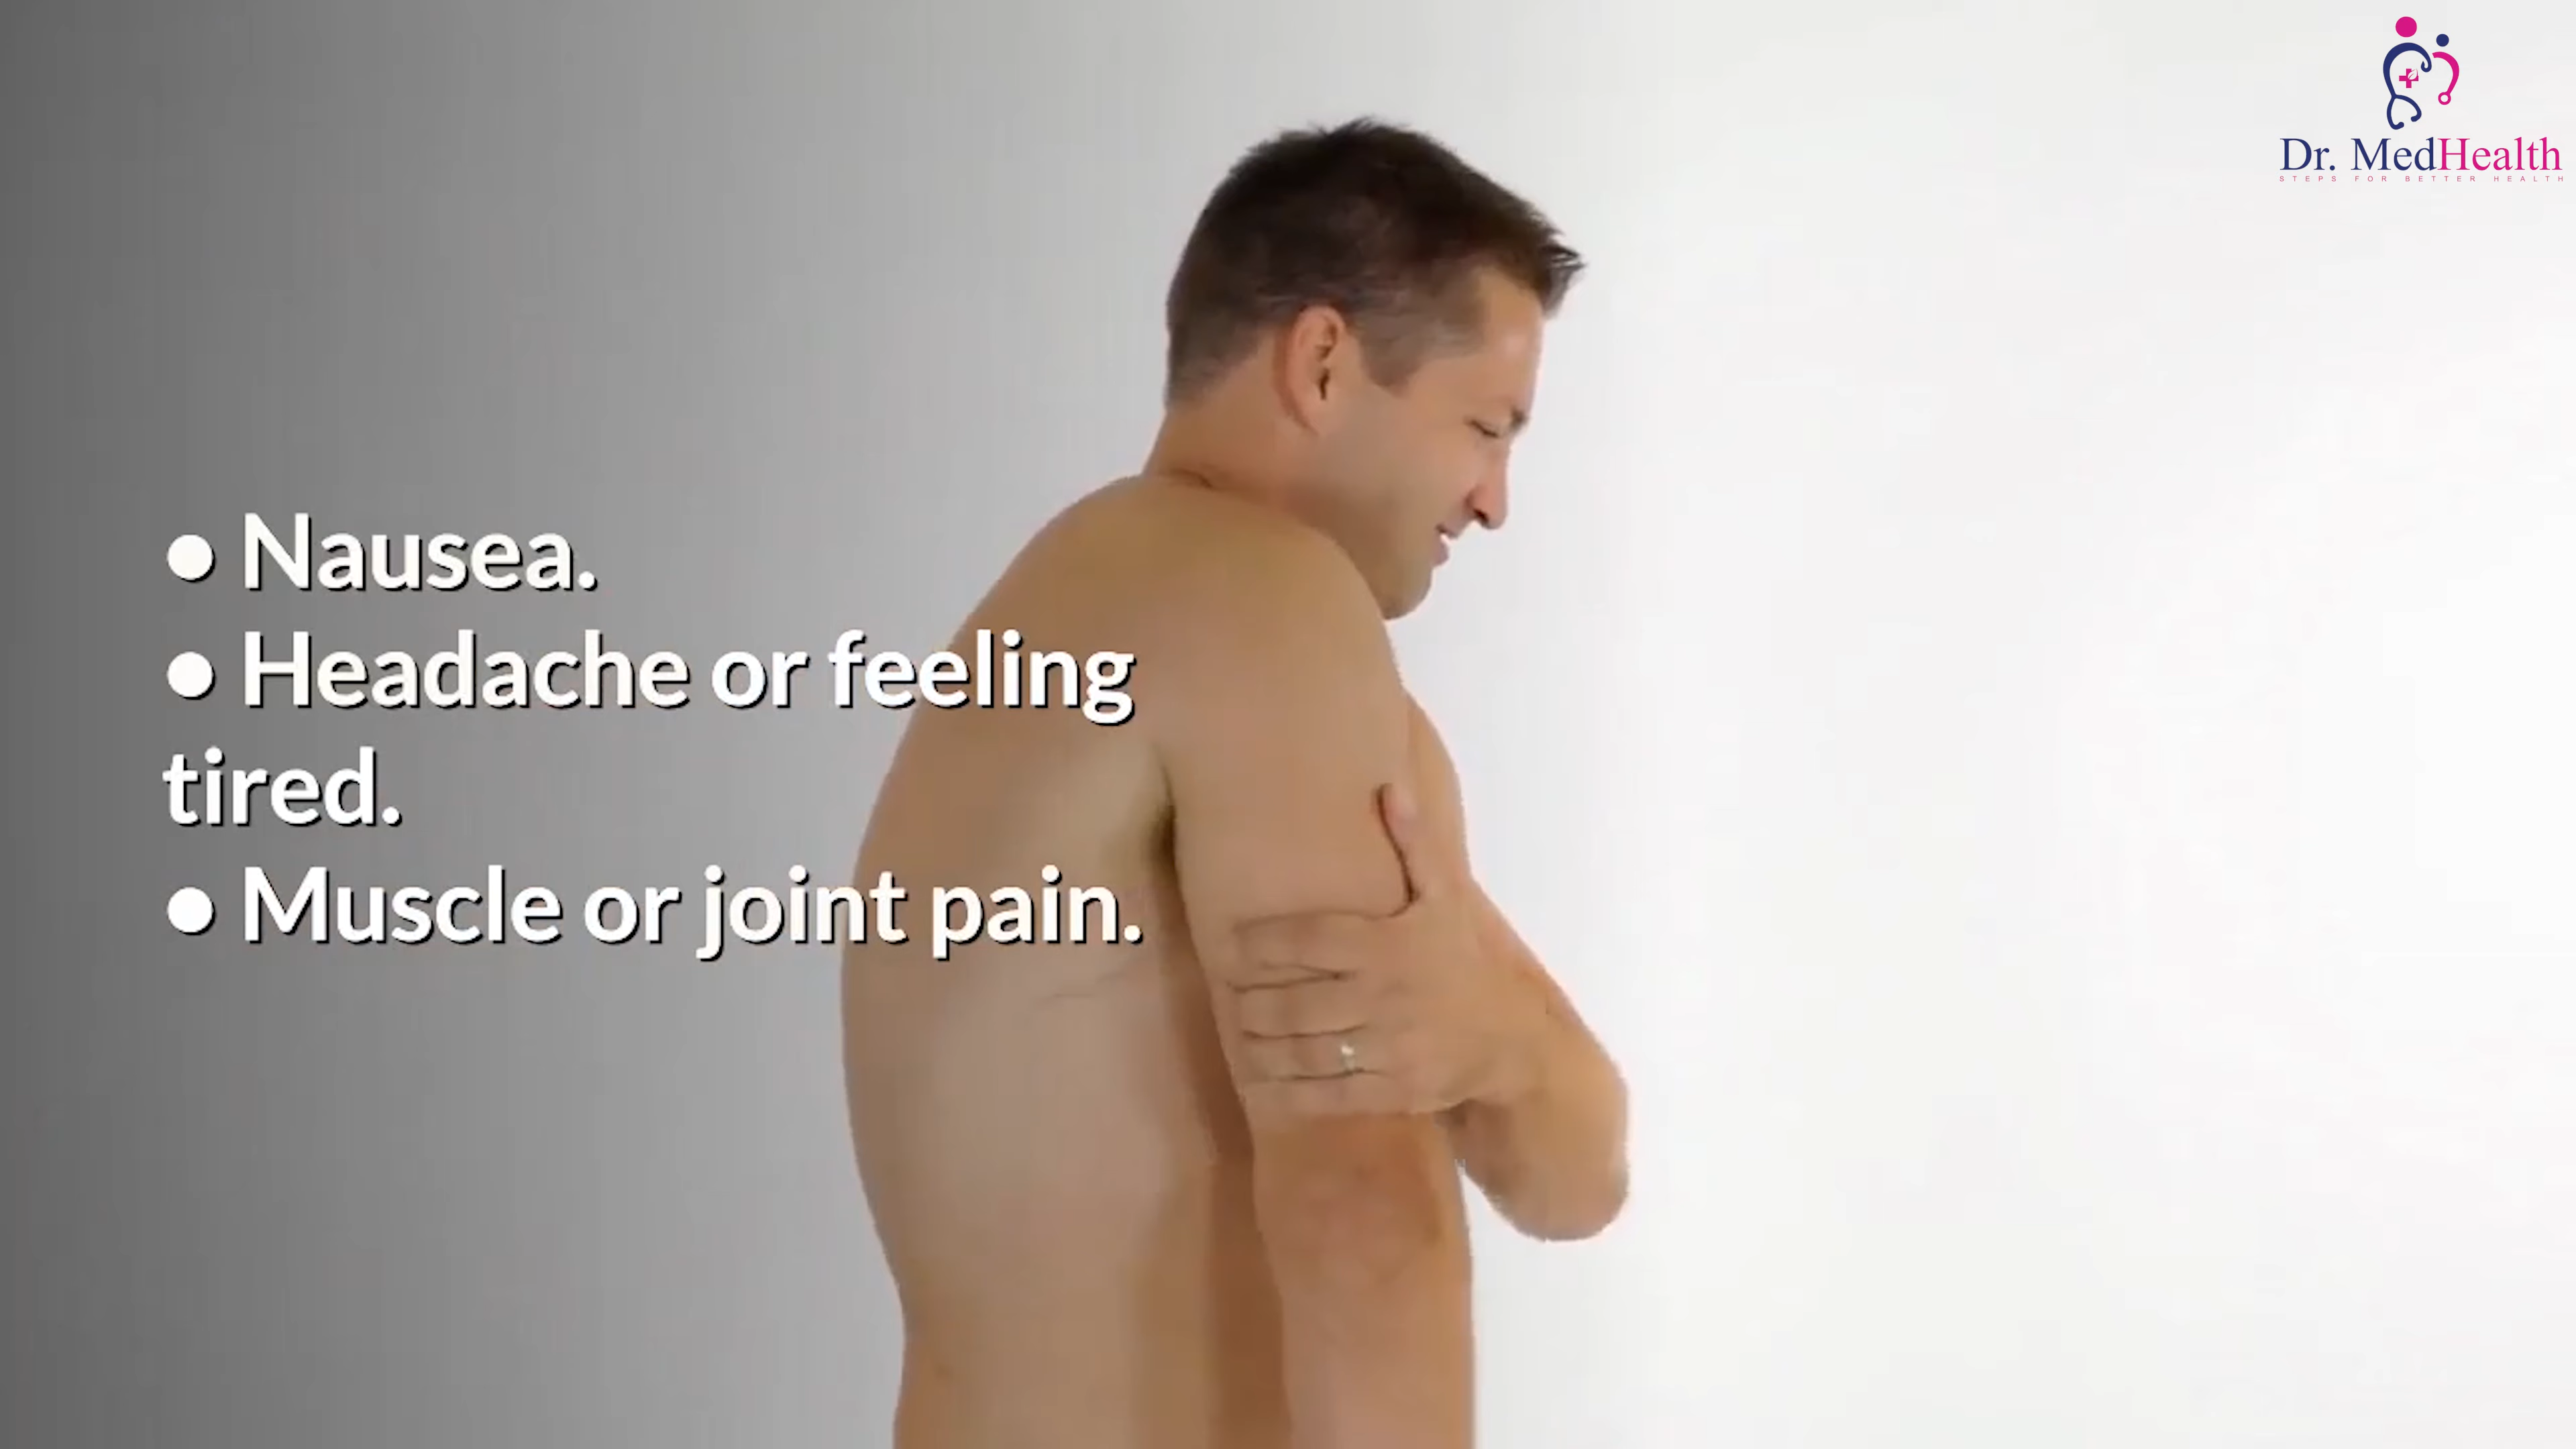 Dr. MedHealth
STEPS FOR BETTER HEALTH
• Nausea.
• Headache or feeling
tired.
• Muscle or joint pain.